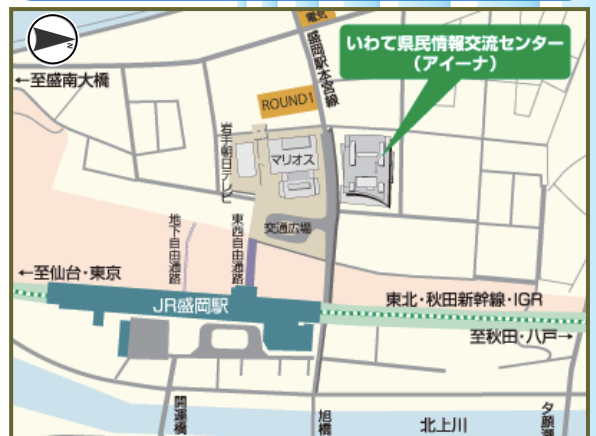 電気
盛岡駅本宮線
いわて県民情報交流センター
(アイーナ)
N
←至盛南大橋
ROUND1
岩手朝日テレビ
マリオス
交通広場
地下自由通路
東西自由通路
←至仙台・東京
JR盛岡駅
東北・秋田新幹線・IGR
至秋田・八戸→
開運橋
旭橋
北上川
夕顔瀬